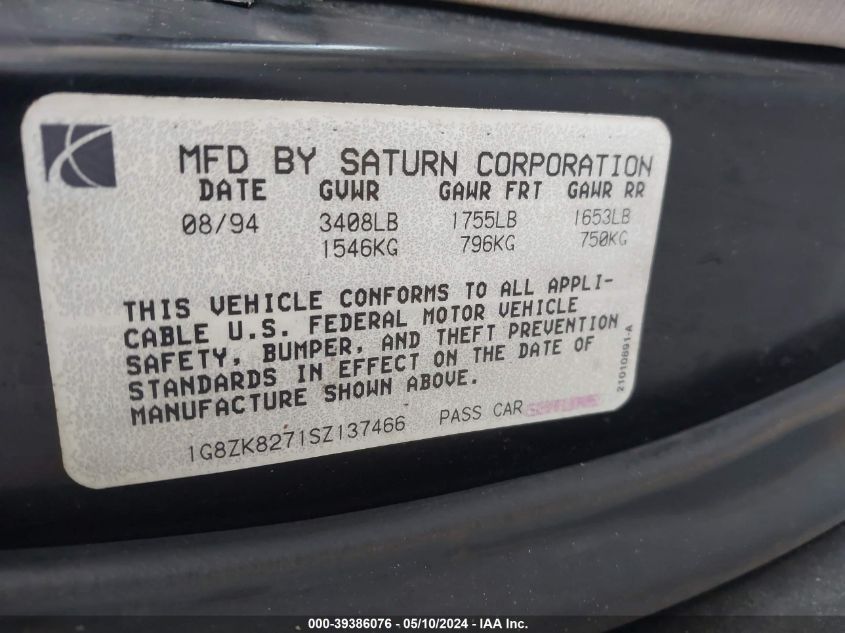 MFD BY SATURN CORPORATION
DATE GVWR GAWR FRT GAWR RR
08/94 3408LB 1755LB 1653LB
1546KG 796KG 750KG
THIS VEHICLE CONFORMS TO ALL APPLI-
CABLE U.S. FEDERAL MOTOR VEHICLE
SAFETY, BUMPER, AND THEFT PREVENTION
STANDARDS IN EFFECT ON THE DATE OF
MANUFACTURE SHOWN ABOVE.
1G8ZK8271SZ137466 PASS CAR
21010891-A
000-39386076 - 05/10/2024 - IAA Inc.